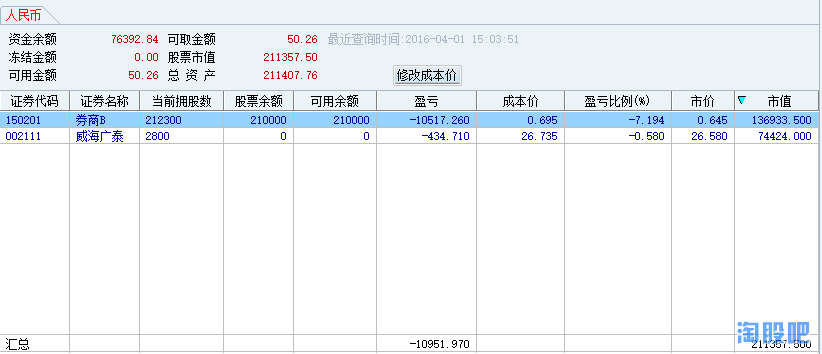 人民币
资金余额 76392.84 可取金额 50.26 最近查询时间:2016-04-01 15:03:51
冻结金额 0.00 股票市值 211357.50
可用金额 50.26 总 资 产 211407.76 修改成本价
证券代码 证券名称 当前拥股数 股票余额 可用余额 盈亏 成本价 盈亏比例(%) 市价 市值
150201 券商B 212300 210000 210000 -10517.260 0.695 -7.194 0.645 136933.500
002111 威海广泰 2800 0 0 -434.710 26.735 -0.580 26.580 74424.000
淘股吧
汇总 -10951.970 211357.500